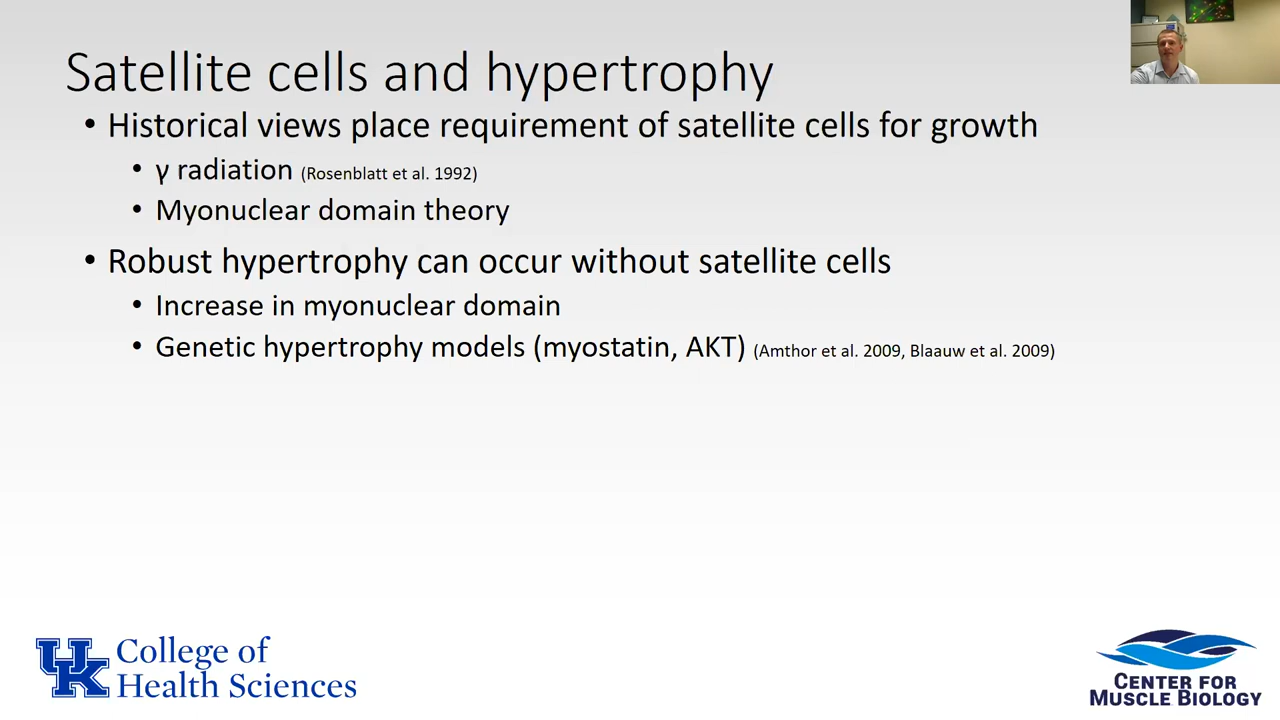 Satellite cells and hypertrophy
• Historical views place requirement of satellite cells for growth
• γ radiation (Rosenblatt et al. 1992)
• Myonuclear domain theory
• Robust hypertrophy can occur without satellite cells
• Increase in myonuclear domain
• Genetic hypertrophy models (myostatin, AKT) (Amthor et al. 2009, Blaauw et al. 2009)
UK College of
Health Sciences
CENTER FOR
MUSCLE BIOLOGY